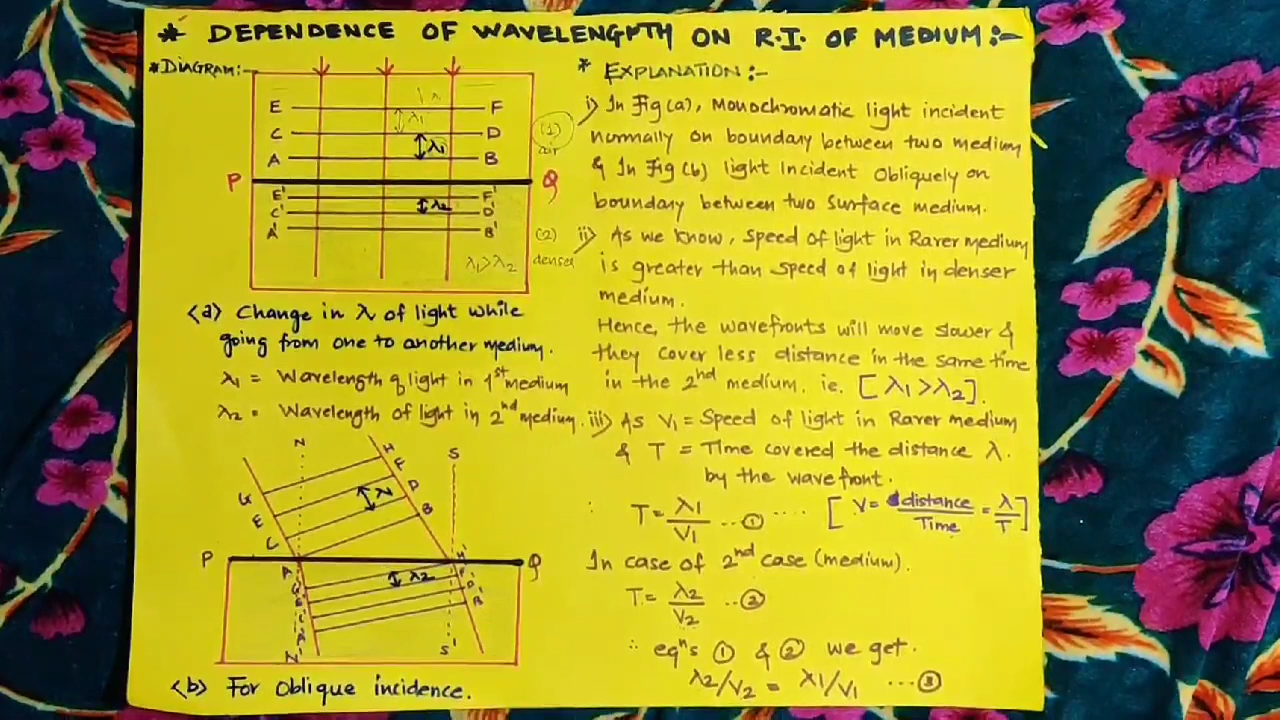 * DEPENDENCE OF WAVELENGTH ON R.I. OF MEDIUM:-
* DIAGRAM:-
E F
C λ1 D
A λ1 B
P Q
(1)
air
E' F'
C' λ2 D'
A' B'
(2)
denser
λ1>λ2
(a) Change in λ of light while
going from one to another medium.
λ1 = Wavelength of light in 1st medium
λ2 = Wavelength of light in 2nd medium.
N
S
H
F
D
B
G
E
C
A
λ1
P Q
λ2
H'
F'
D'
B'
G'
E'
C'
A'
N'
S'
(b) For Oblique incidence.
* EXPLANATION:-
i) In Fig(a), Monochromatic light incident
normally on boundary between two medium
& In Fig(b) light Incident Obliquely on
boundary between two Surface medium.
ii) As we know, Speed of light in Rarer medium
is greater than speed of light in denser
medium.
Hence, the wavefronts will move slower &
they cover less distance in the same time
in the 2nd medium. ie. [λ1>λ2].
iii) As V1 = Speed of light in Rarer medium
& T = Time covered the distance λ.
by the wavefront.
∴ T = λ1/V1 ...① .... [V = distance/Time = λ/T]
In case of 2nd case (medium).
T = λ2/V2 ..②
∴ eqns ① & ② we get.
λ2/V2 = λ1/V1 ...③